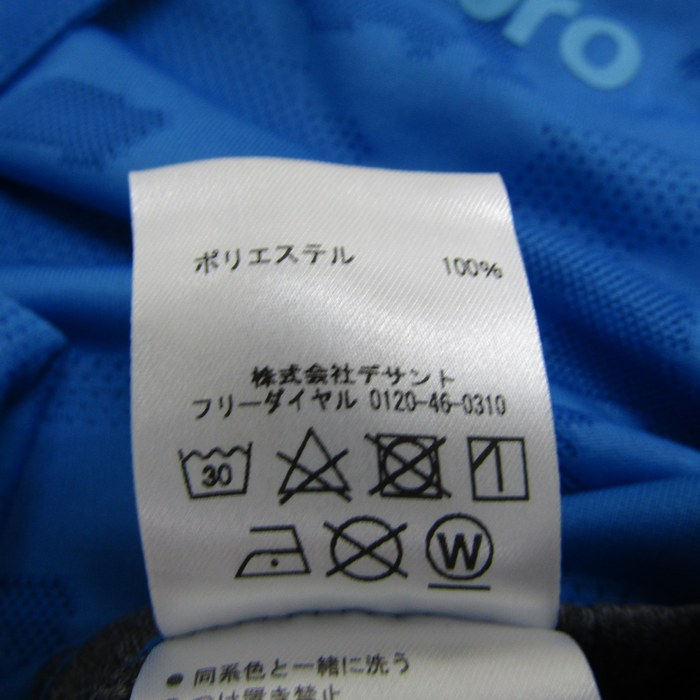 uro
ポリエステル 100%
株式会社デサント
フリーダイヤル 0120-46-0310
30
W
● 同系色と一緒に洗う